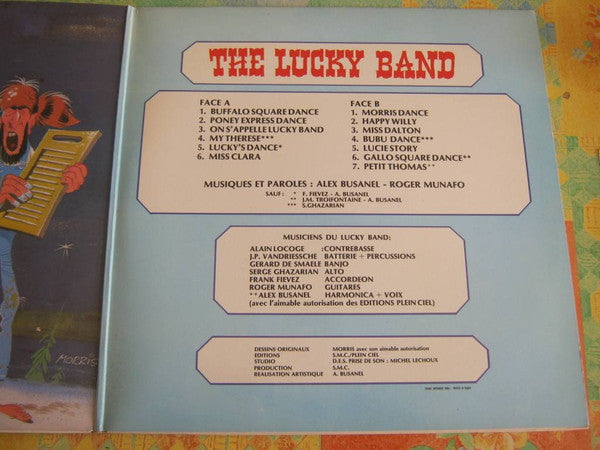 THE LUCKY BAND
FACE A
1. BUFFALO SQUARE DANCE
2. PONEY EXPRESS DANCE
3. ON S'APPELLE LUCKY BAND
4. MY THERESE***
5. LUCKY'S DANCE*
6. MISS CLARA
FACE B
1. MORRIS DANCE
2. HAPPY WILLY
3. MISS DALTON
4. BUBU DANCE***
5. LUCIE STORY
6. GALLO SQUARE DANCE**
7. PETIT THOMAS**
MUSIQUES ET PAROLES : ALEX BUSANEL - ROGER MUNAFO
SAUF : * F. FIEVEZ - A. BUSANEL
** J.M. TROIFONTAINE - A. BUSANEL
*** S.GHAZARIAN
MUSICIENS DU LUCKY BAND:
ALAIN LOCOGE :CONTREBASSE
J.P. VANDRIESSCHE BATTERIE + PERCUSSIONS
GERARD DE SMAELE BANJO
SERGE GHAZARIAN ALTO
FRANK FIEVEZ ACCORDEON
ROGER MUNAFO GUITARES
**ALEX BUSANEL HARMONICA + VOIX
(avec l'aimable autorisation des EDITIONS PLEIN CIEL)
DESSINS ORIGINAUX MORRIS avec son aimable autorisation
EDITIONS S.M.C./PLEIN CIEL
STUDIO D.E.S. PRISE DE SON : MICHEL LECHOUX
PRODUCTION S.M.C.
REALISATION ARTISTIQUE A. BUSANEL
MORRIS